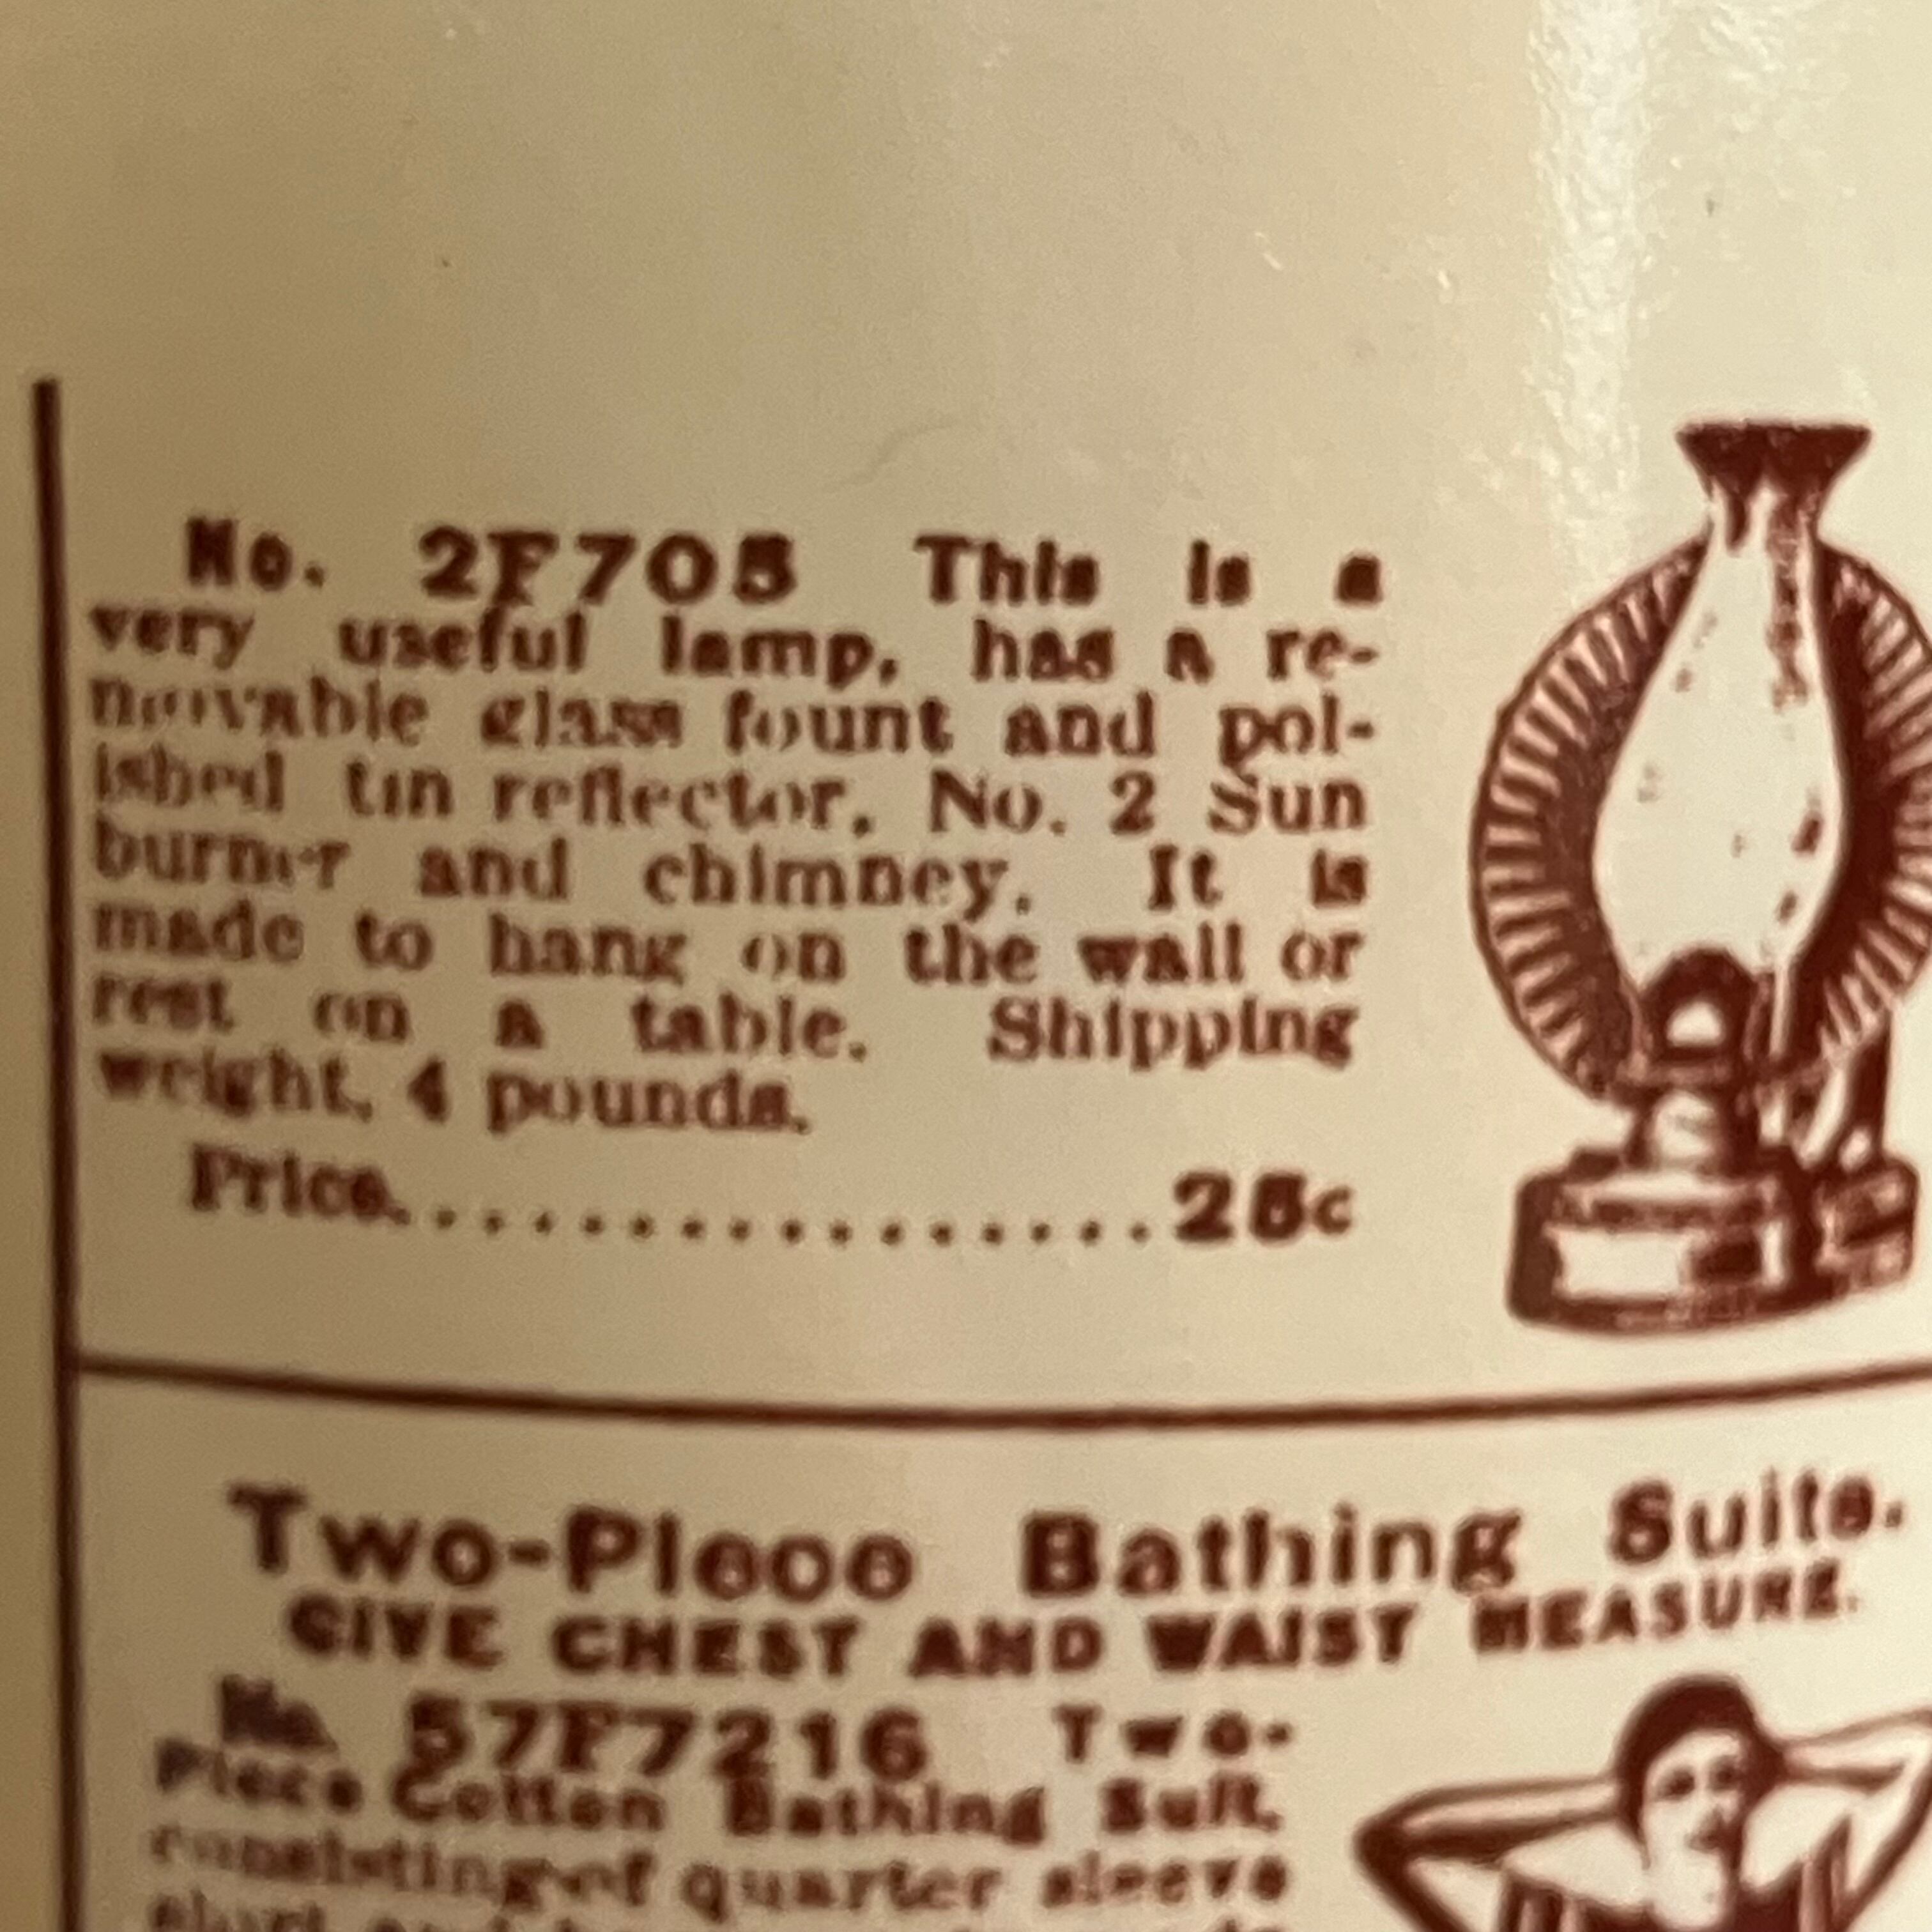 No. 2F705 This is a
very useful lamp, has a re-
movable glass fount and pol-
ished tin reflector, No. 2 Sun
burner and chimney. It is
made to hang on the wall or
rest on a table. Shipping
weight, 4 pounds.
Price..................25c
Two-Piece Bathing Suits.
GIVE CHEST AND WAIST MEASURE.
No. 57F7216 Two-
Piece Cotton Bathing Suit,
consisting of quarter sleeve